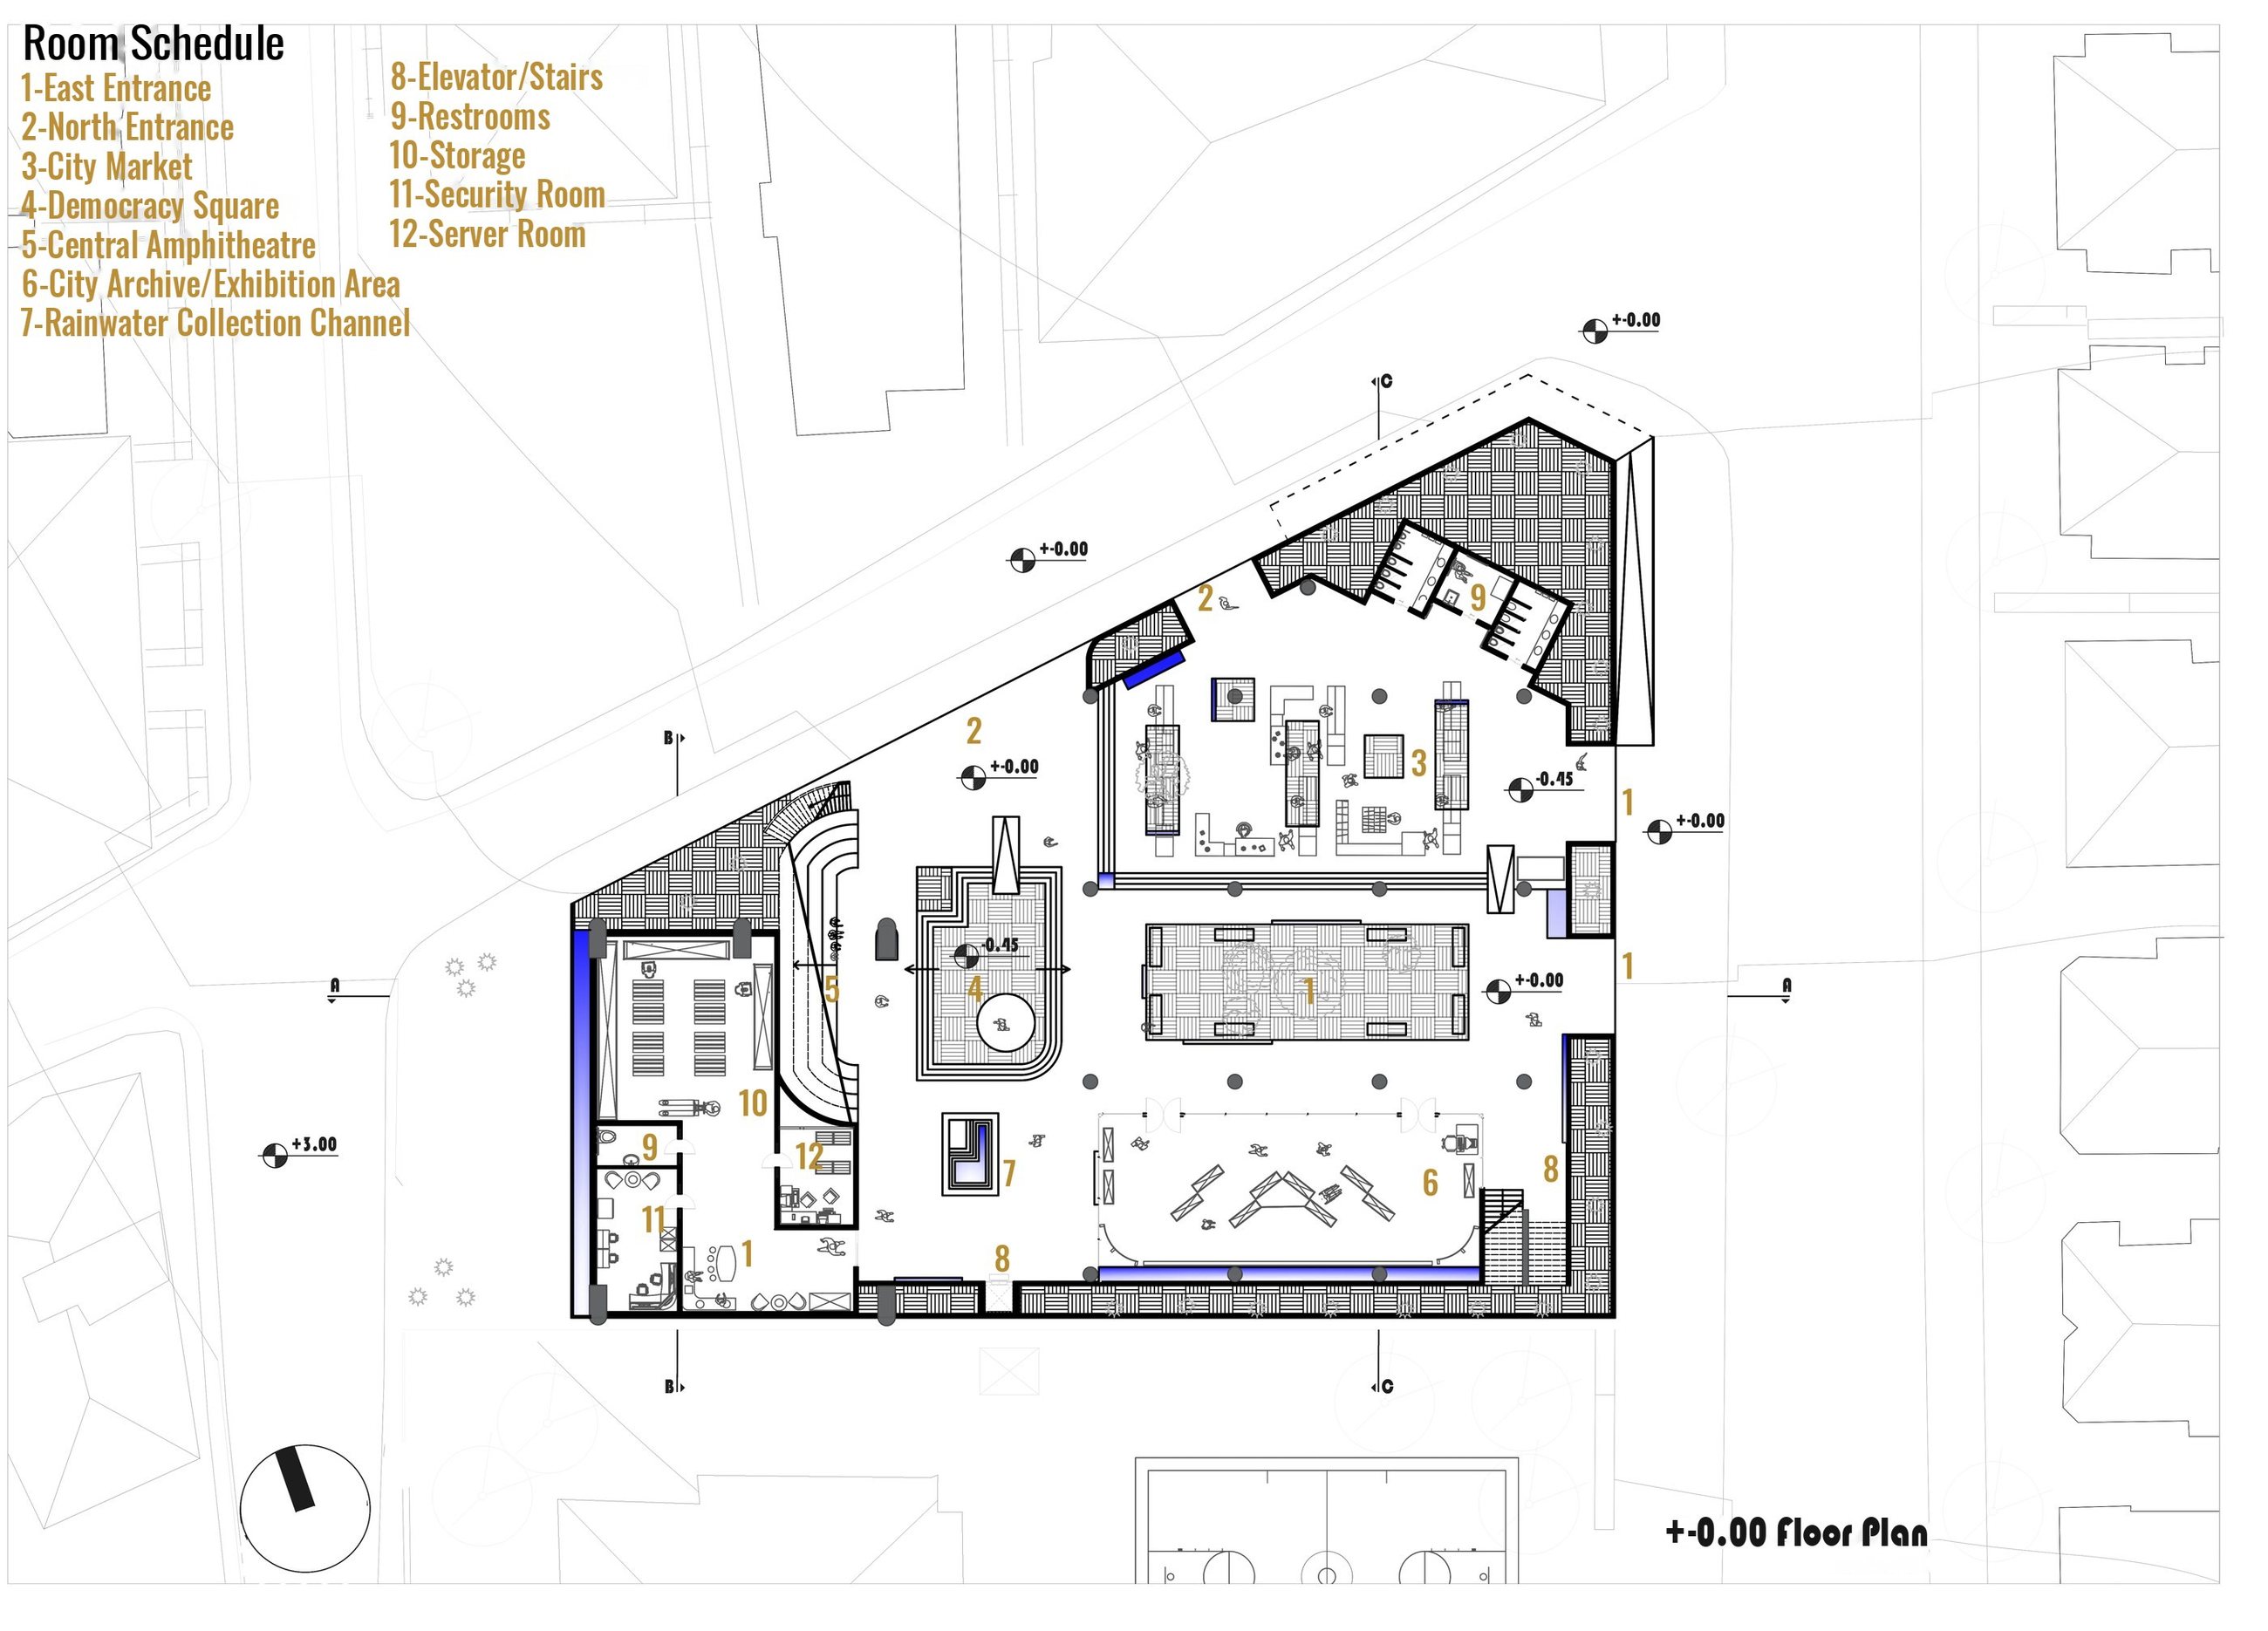 Room Schedule
1-East Entrance
2-North Entrance
3-City Market
4-Democracy Square
5-Central Amphitheatre
6-City Archive/Exhibition Area
7-Rainwater Collection Channel
8-Elevator/Stairs
9-Restrooms
10-Storage
11-Security Room
12-Server Room
+-0.00
C
+-0.00
2
9
B
2
+-0.00
3
-0.45
1
+-0.00
5
-0.45
4
1
+-0.00
1
A
A
10
+3.00
9
12
7
6
8
11
1
8
B
C
+-0.00 Floor Plan